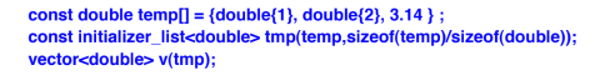 const double temp[] = {double{1}, double{2}, 3.14 } ;
const initializer_list<double> tmp(temp,sizeof(temp)/sizeof(double));
vector<double> v(tmp);